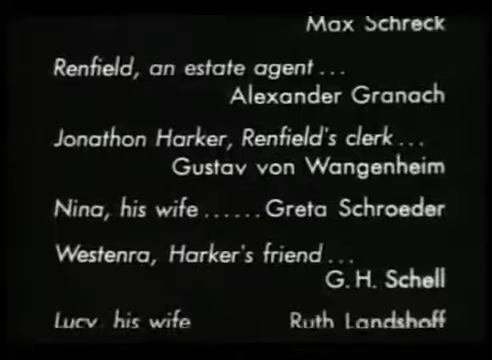 Max Schreck
Renfield, an estate agent...
Alexander Granach
Jonathon Harker, Renfield's clerk...
Gustav von Wangenheim
Nina, his wife......Greta Schroeder
Westenra, Harker's friend...
G. H. Schell
Lucy, his wife Ruth Landshoff